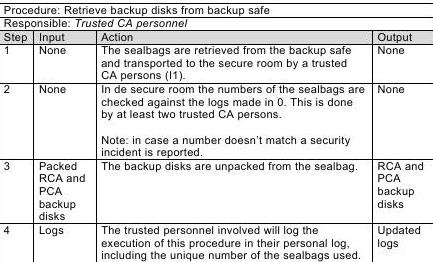 Procedure: Retrieve backup disks from backup safe
Responsible: Trusted CA personnel
Step Input Action Output
1 None The sealbags are retrieved from the backup safe None
and transported to the secure room by a trusted
CA persons (I1).
2 None In de secure room the numbers of the sealbags are None
checked against the logs made in 0. This is done
by at least two trusted CA persons.
Note: in case a number doesn't match a security
incident is reported.
3 Packed The backup disks are unpacked from the sealbag. RCA and
RCA and PCA
PCA backup
backup disks
disks
4 Logs The trusted personnel involved will log the Updated
execution of this procedure in their personal log, logs
including the unique number of the sealbags used.